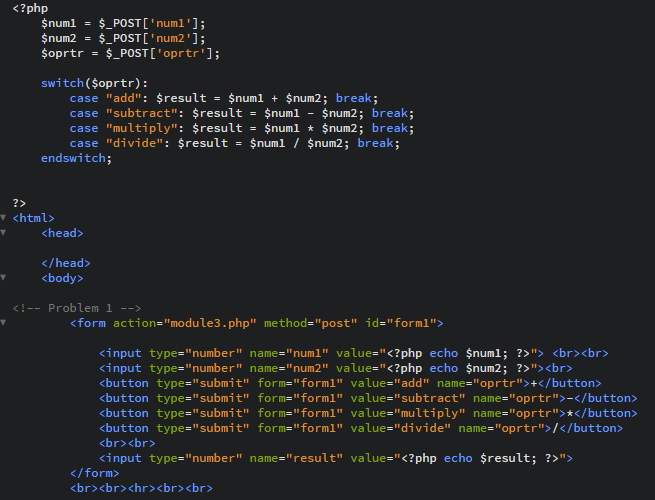 <?php
$num1 = $_POST['num1'];
$num2 = $_POST['num2'];
$oprtr = $_POST['oprtr'];
switch($oprtr):
case "add": $result = $num1 + $num2; break;
case "subtract": $result = $num1 - $num2; break;
case "multiply": $result = $num1 * $num2; break;
case "divide": $result = $num1 / $num2; break;
endswitch;
?>
<html>
<head>
</head>
<body>
<!-- Problem 1 -->
<form action="module3.php" method="post" id="form1">
<input type="number" name="num1" value="<?php echo $num1; ?>"> <br><br>
<input type="number" name="num2" value="<?php echo $num2; ?>"><br>
<button type="submit" form="form1" value="add" name="oprtr">+</button>
<button type="submit" form="form1" value="subtract" name="oprtr">-</button>
<button type="submit" form="form1" value="multiply" name="oprtr">*</button>
<button type="submit" form="form1" value="divide" name="oprtr">/</button>
<br><br>
<input type="number" name="result" value="<?php echo $result; ?>">
</form>
<br><br><hr><br><br>